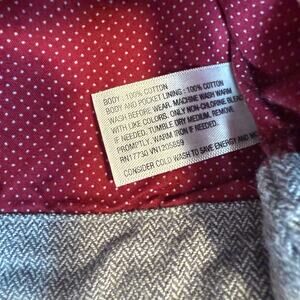 BODY : 100% COTTON
BODY AND POCKET LINING : 100% COTTON
WASH BEFORE WEAR. MACHINE WASH WARM
WITH LIKE COLORS. ONLY NON-CHLORINE BLEACH
IF NEEDED. TUMBLE DRY MEDIUM. REMOVE
PROMPTLY. WARM IRON IF NEEDED.
RN17730 VN1205859
CONSIDER COLD WASH TO SAVE ENERGY AND